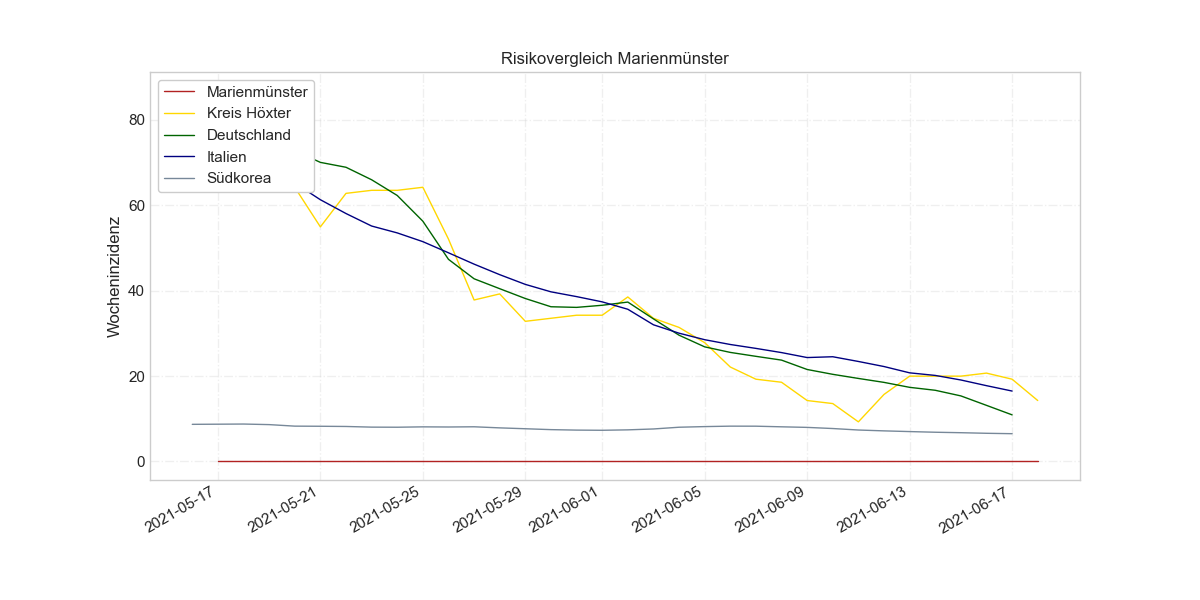 Risikovergleich Marienmünster
Marienmünster
Kreis Höxter
Deutschland
Italien
Südkorea
Wocheninzidenz
80
60
40
20
0
2021-05-17
2021-05-21
2021-05-25
2021-05-29
2021-06-01
2021-06-05
2021-06-09
2021-06-13
2021-06-17